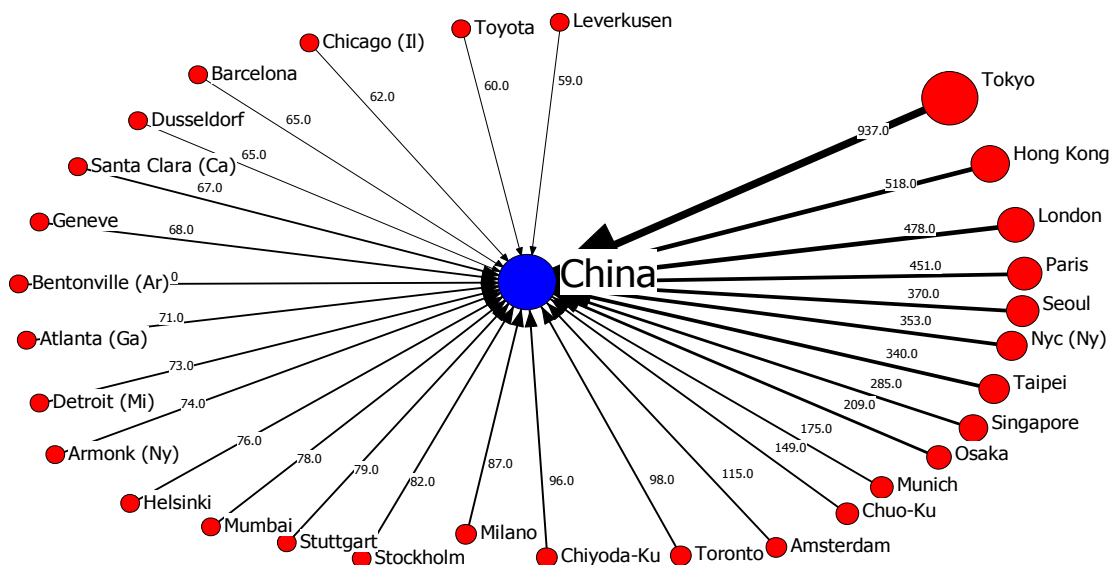 Leverkusen
Toyota
Chicago (Il)
Barcelona
Tokyo
59.0
60.0
62.0
65.0
Dusseldorf
937.0
65.0
Santa Clara (Ca)
67.0
Hong Kong
518.0
Geneve
68.0
London
478.0
Bentonville (Ar)
0
China
Paris
451.0
Seoul
370.0
Atlanta (Ga)
71.0
Nyc (Ny)
353.0
Detroit (Mi)
73.0
Taipei
340.0
Armonk (Ny)
74.0
Singapore
285.0
Osaka
209.0
Helsinki
76.0
Munich
175.0
Mumbai
78.0
Chuo-Ku
149.0
Stuttgart
79.0
Stockholm
82.0
Milano
87.0
Chiyoda-Ku
96.0
Toronto
98.0
Amsterdam
115.0